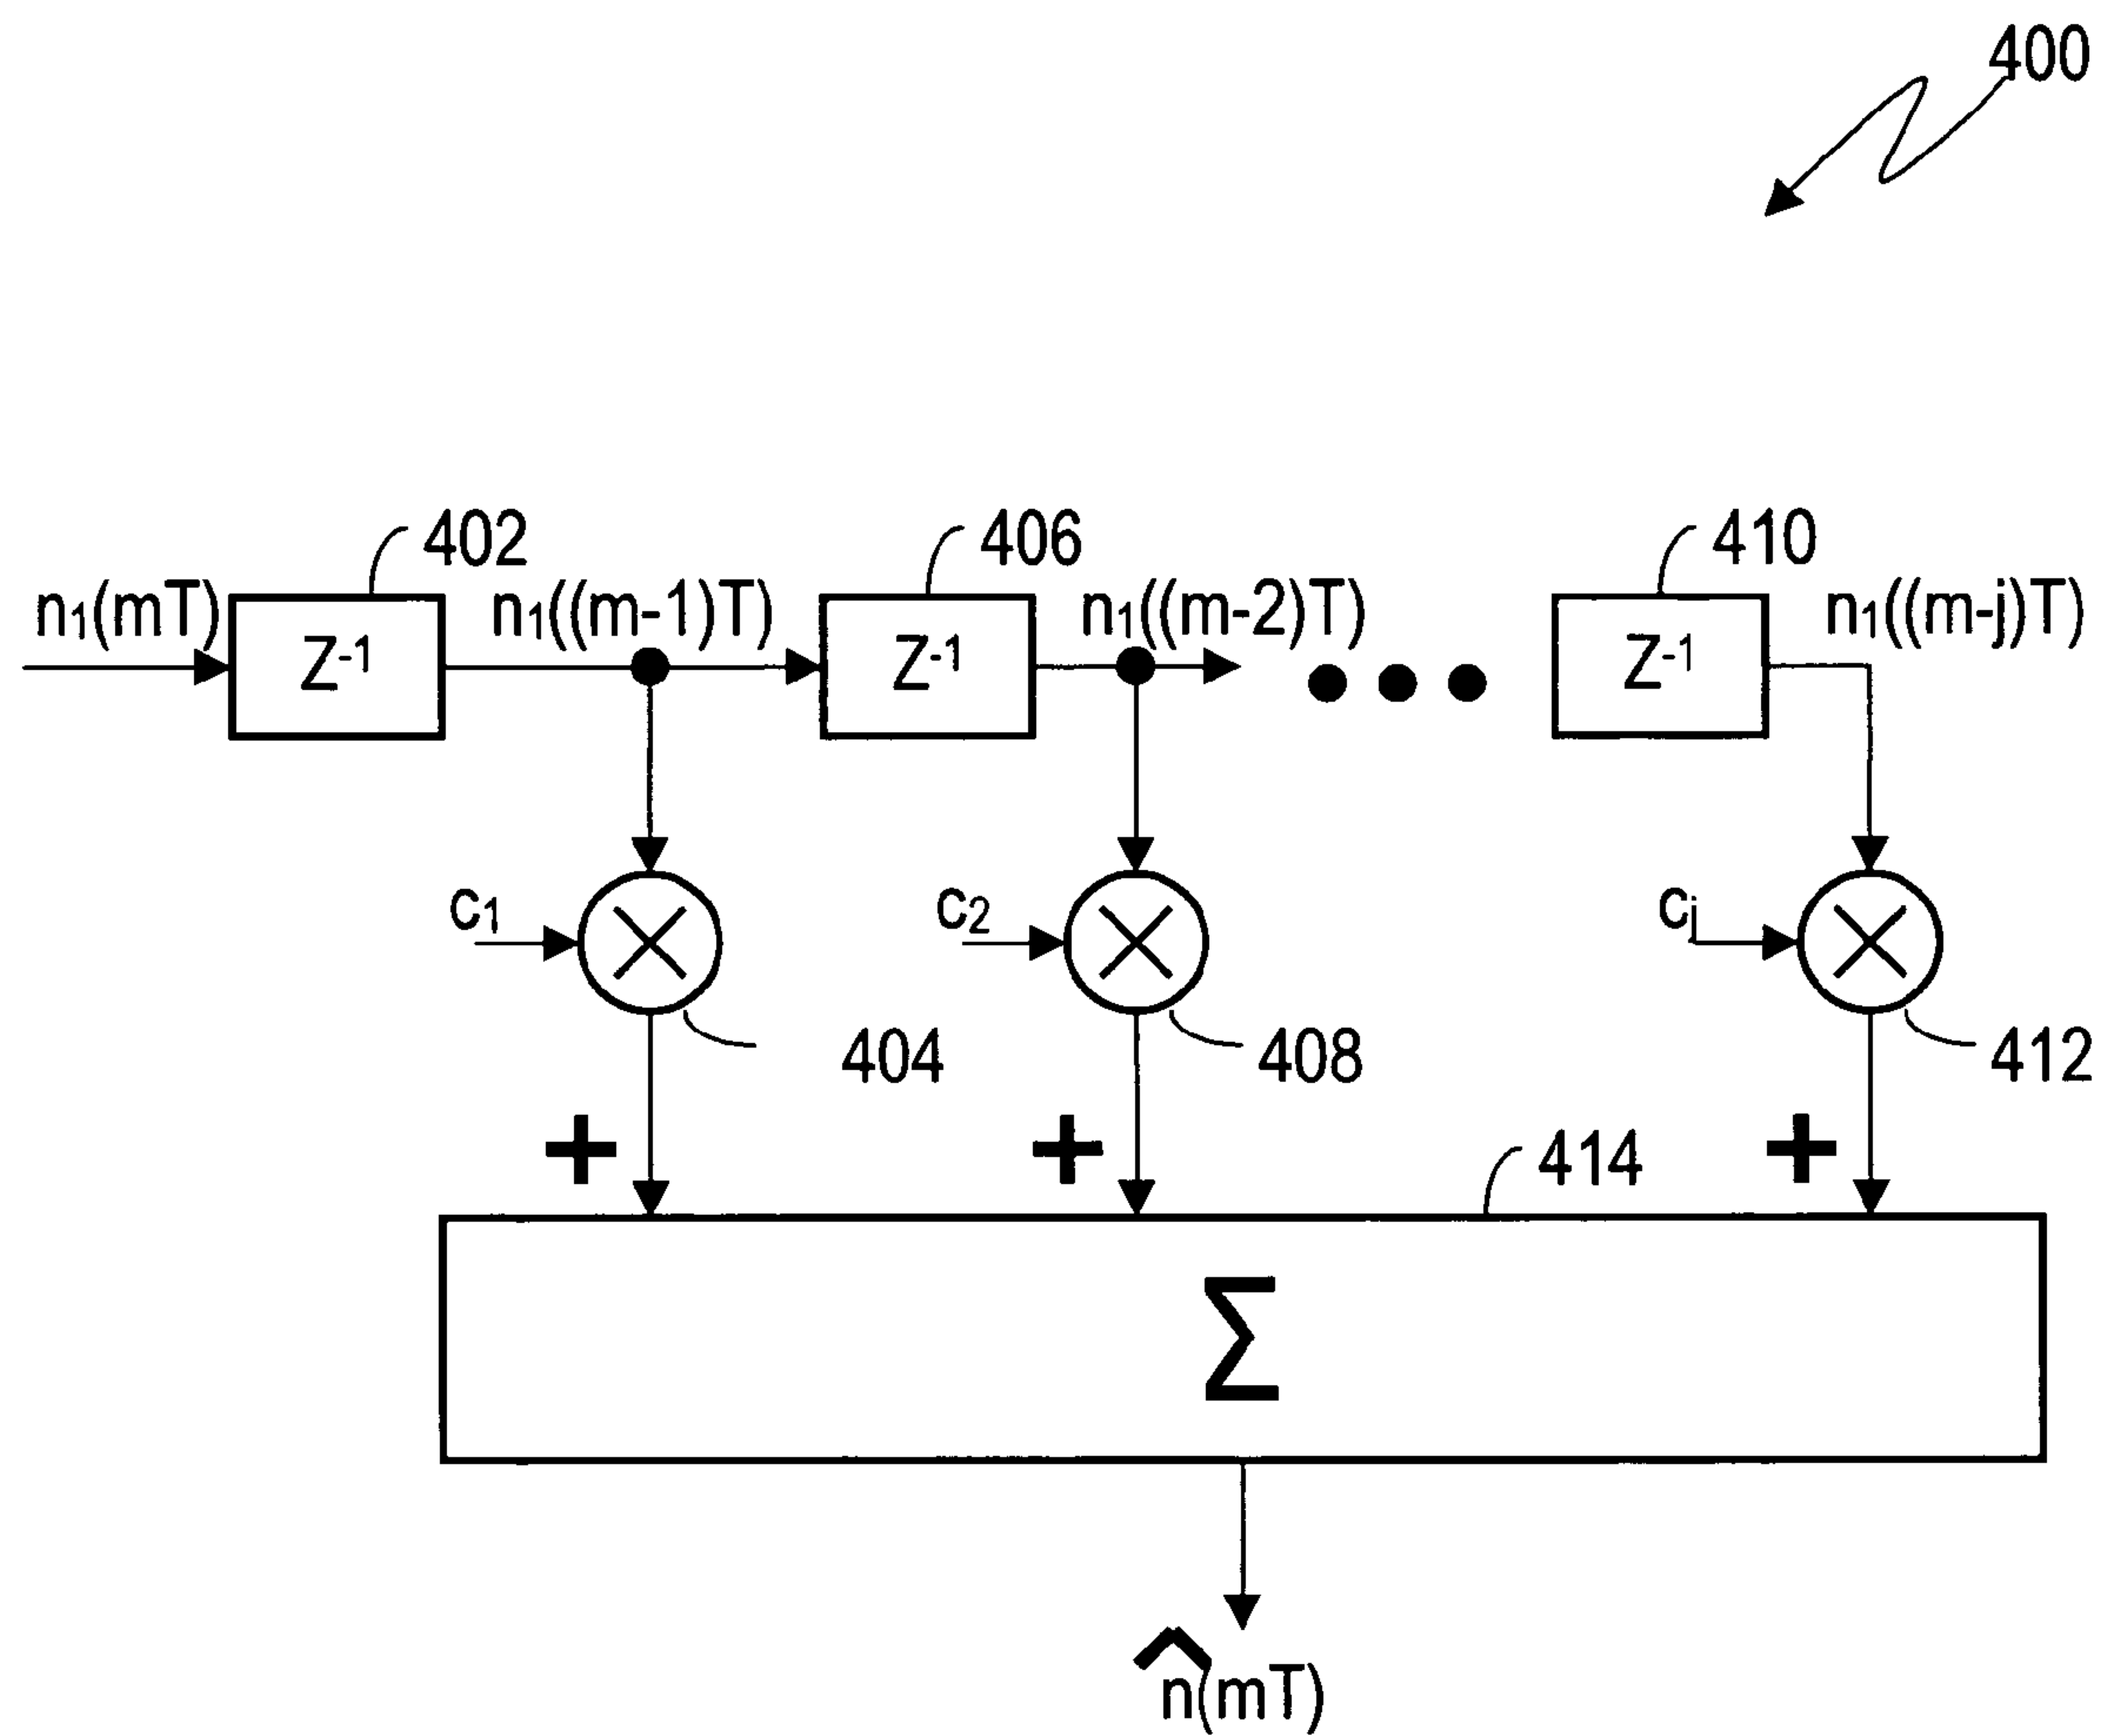 400
402
406
410
n₁(mT)
n₁((m-1)T)
n₁((m-2)T)
n₁((m-j)T)
Z⁻¹
Z⁻¹
Z⁻¹
c₁
c₂
cⱼ
404
408
412
+
+
+
414
Σ
n̂(mT)